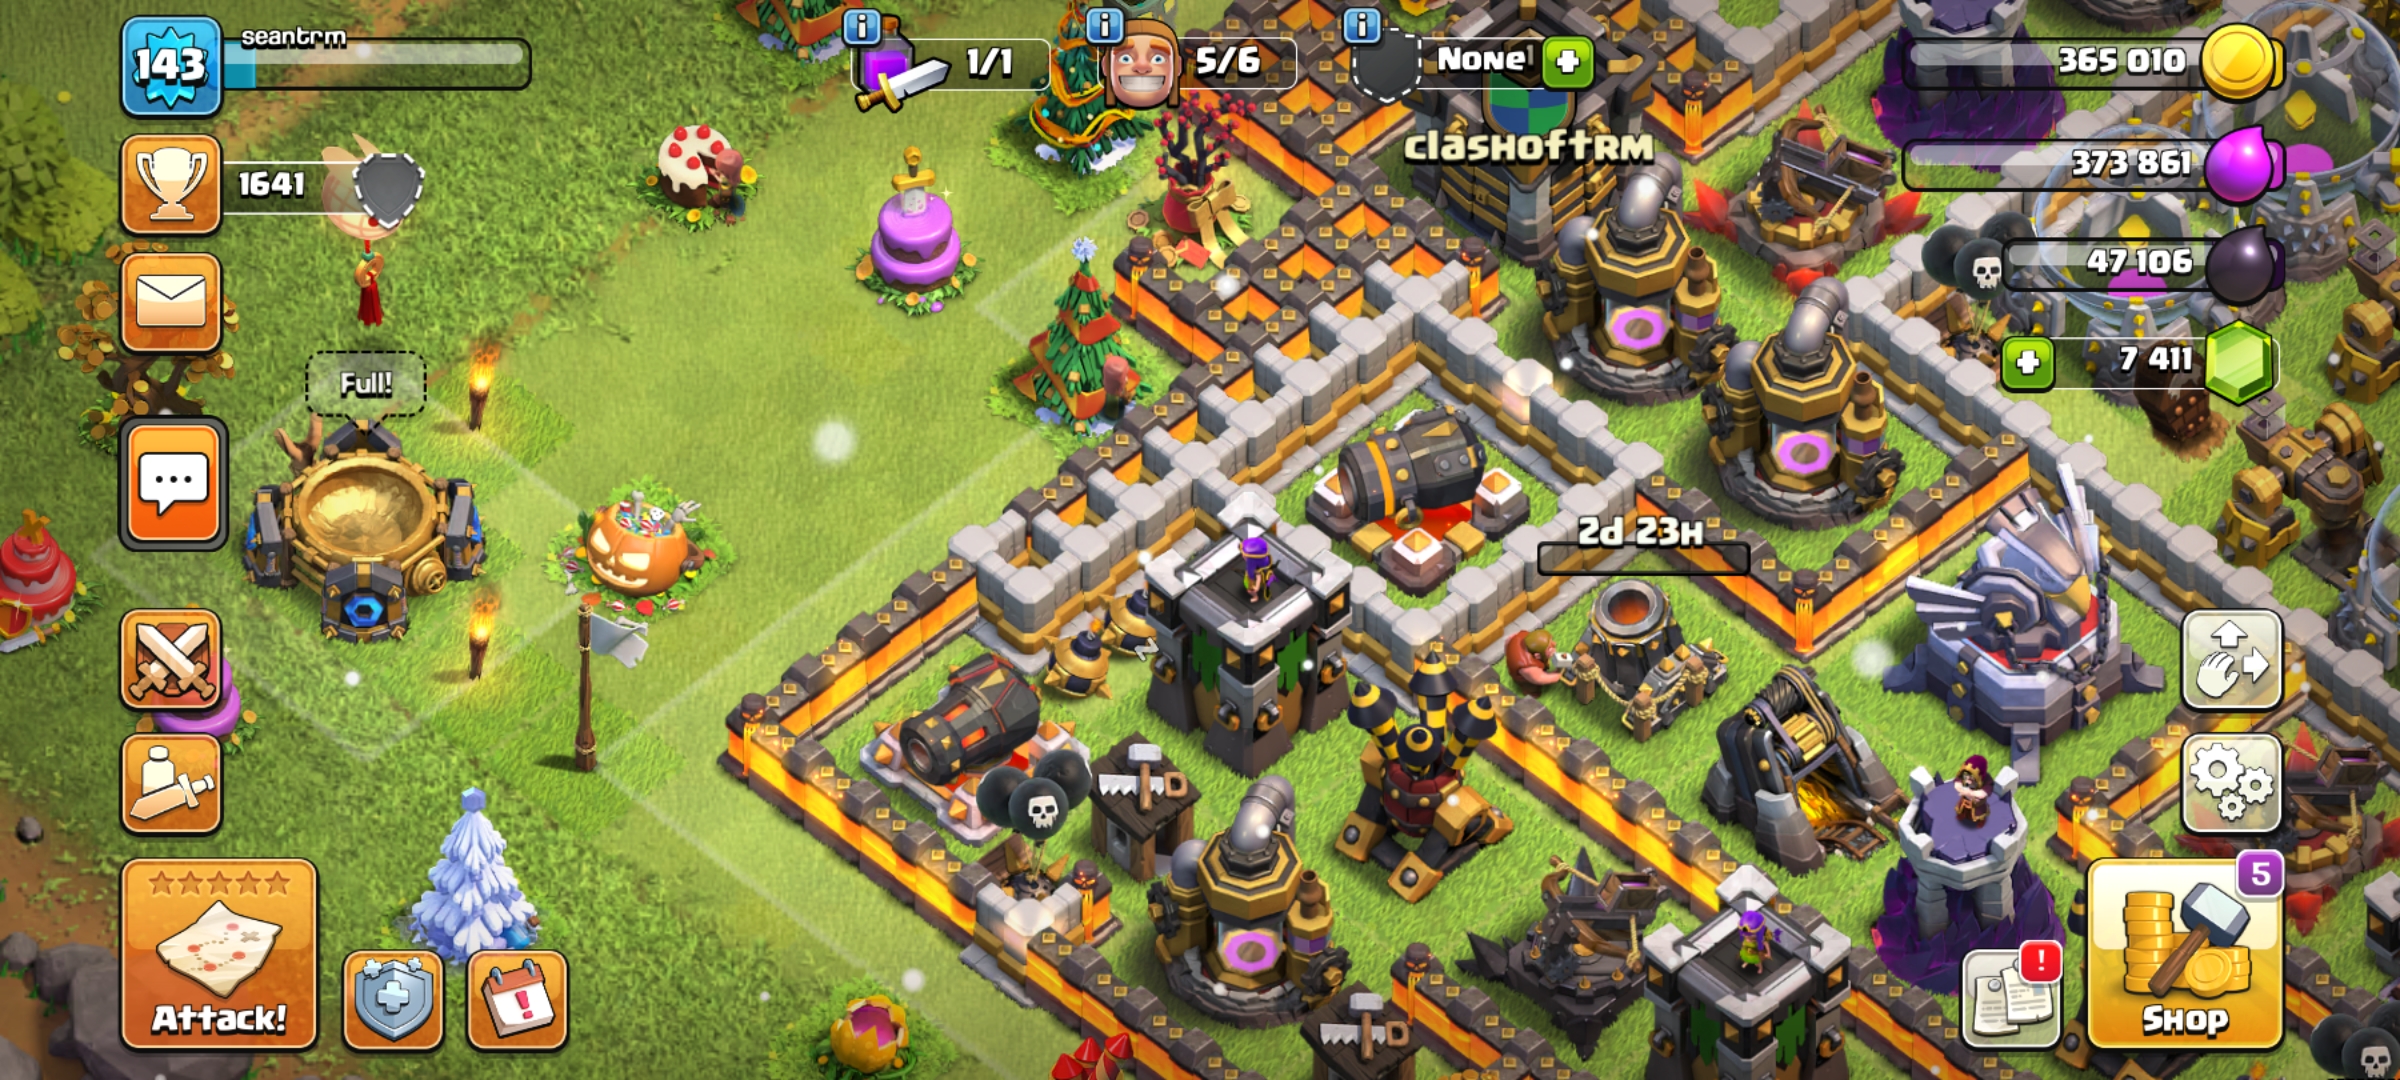 143
seantrm
1/1
5/6
None
365 010
1641
clashoftRM
373 861
47 106
7 411
Full!
2d 23H
5
Attack!
Shop